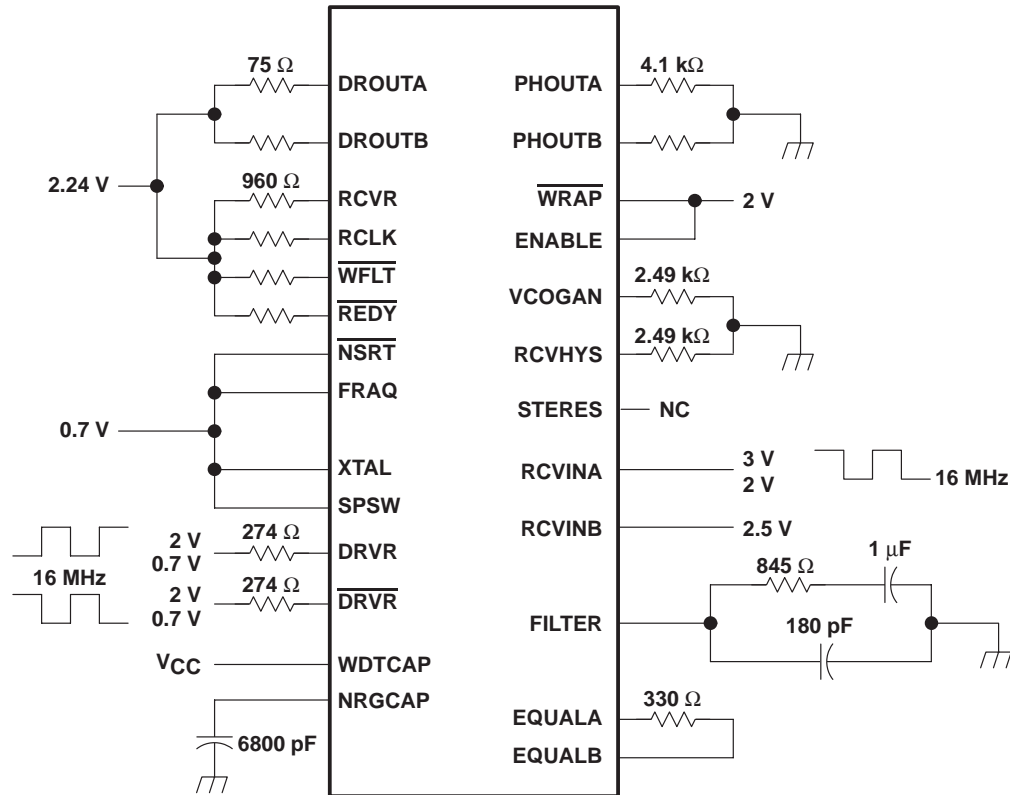 75 Ω
DROUTA
DROUTB
2.24 V
960 Ω
RCVR
RCLK
WFLT
REDY
NSRT
FRAQ
0.7 V
XTAL
SPSW
2 V
0.7 V
274 Ω
DRVR
16 MHz
2 V
0.7 V
274 Ω
DRVR
VCC
WDTCAP
NRGCAP
6800 pF
PHOUTA
4.1 kΩ
PHOUTB
WRAP
2 V
ENABLE
VCOGAN
2.49 kΩ
RCVHYS
2.49 kΩ
STERES
NC
RCVINA
3 V
2 V
16 MHz
RCVINB
2.5 V
FILTER
845 Ω
1 μF
180 pF
EQUALA
330 Ω
EQUALB